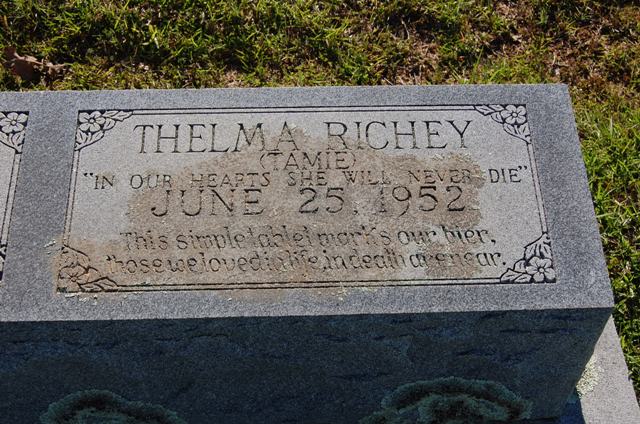 THELMA RICHEY
(TAMIE)
"IN OUR HEARTS SHE WILL NEVER DIE"
JUNE 25, 1952
This simple tablet marks our bier,
those we loved in life, in death are near.